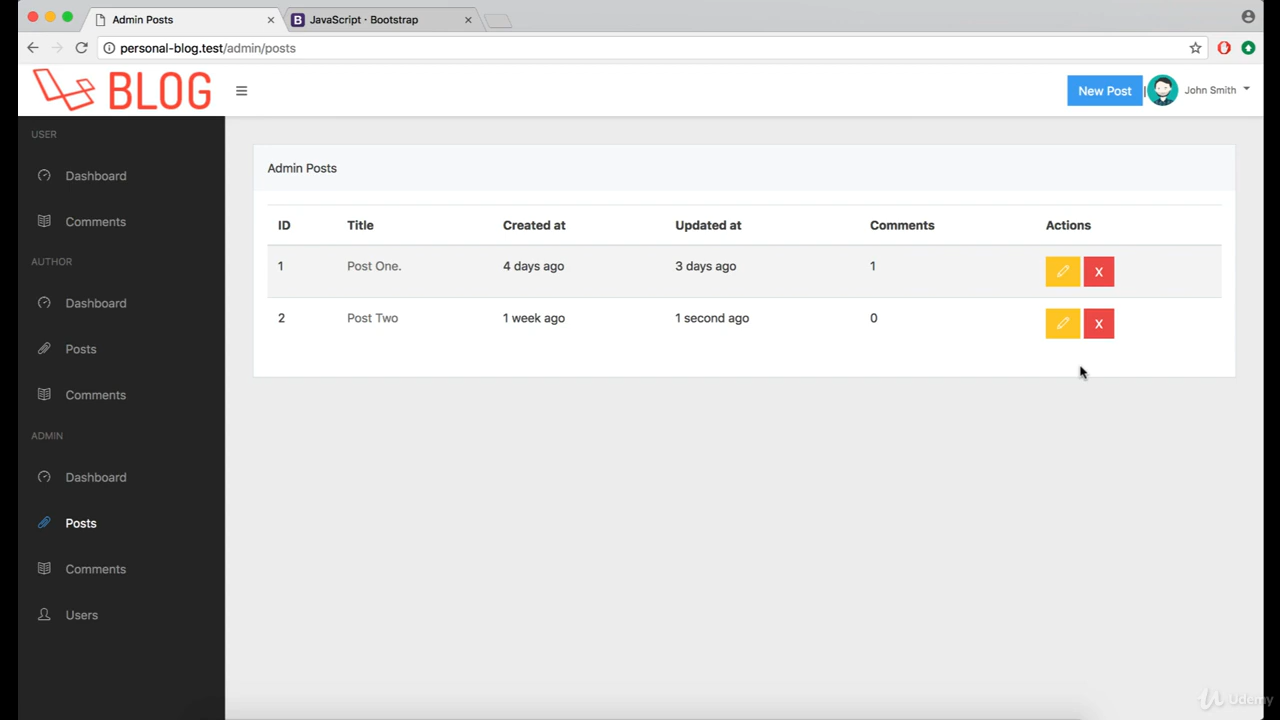 Admin Posts
JavaScript · Bootstrap
personal-blog.test/admin/posts
BLOG
New Post
John Smith
USER
Dashboard
Comments
AUTHOR
Dashboard
Posts
Comments
ADMIN
Dashboard
Posts
Comments
Users
Admin Posts
ID Title Created at Updated at Comments Actions
1 Post One. 4 days ago 3 days ago 1 X
2 Post Two 1 week ago 1 second ago 0 X
Udemy